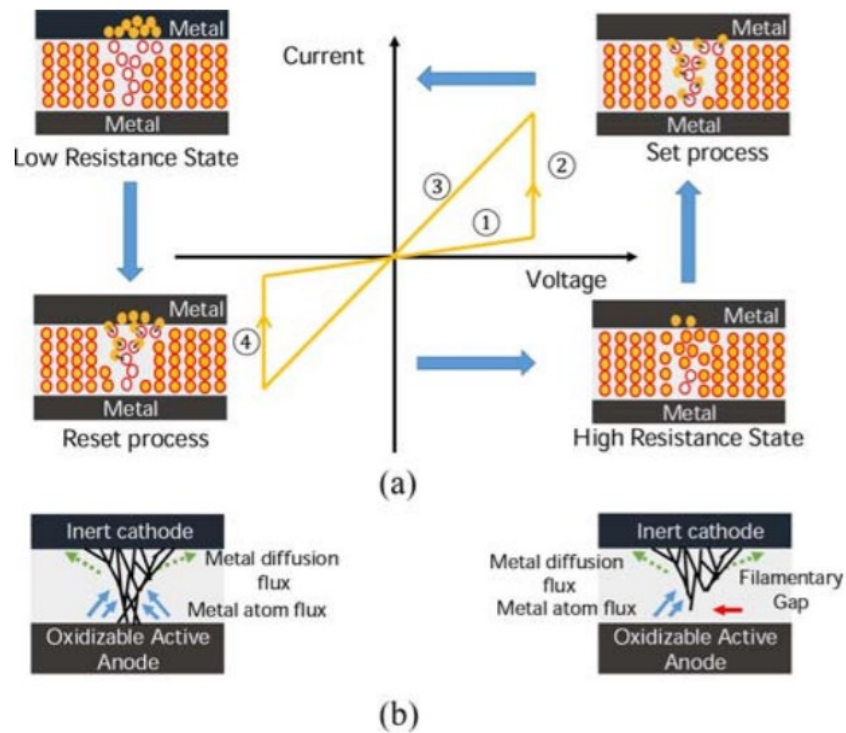 Metal
Metal
Low Resistance State
Current
Metal
Metal
Set process
③
②
①
Voltage
④
Metal
Metal
Reset process
Metal
Metal
High Resistance State
(a)
Inert cathode
Metal diffusion
flux
Metal atom flux
Oxidizable Active
Anode
Inert cathode
Metal diffusion
flux
Metal atom flux
Filamentary
Gap
Oxidizable Active
Anode
(b)